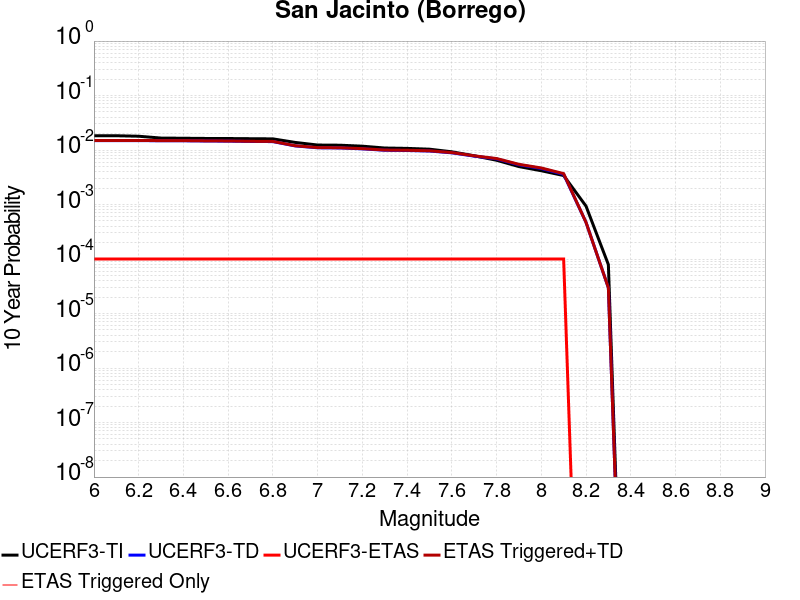 San Jacinto (Borrego)
10^0
10^-1
10^-2
10^-3
10^-4
10^-5
10^-6
10^-7
10^-8
10 Year Probability
6 6.2 6.4 6.6 6.8 7 7.2 7.4 7.6 7.8 8 8.2 8.4 8.6 8.8 9
Magnitude
UCERF3-TI UCERF3-TD UCERF3-ETAS ETAS Triggered+TD
ETAS Triggered Only